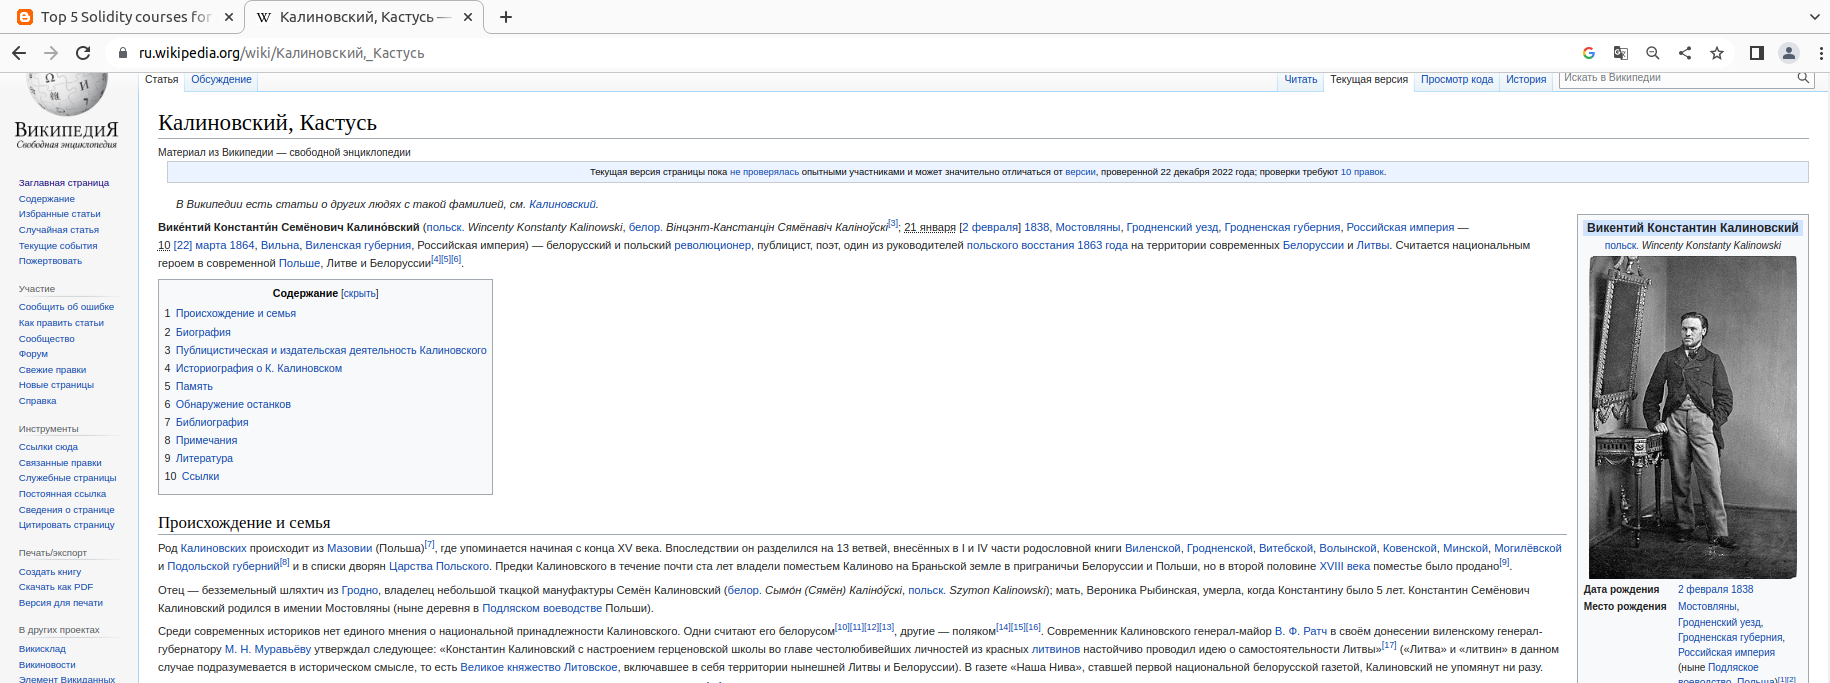 Top 5 Solidity courses for
Калиновский, Кастусь —
ru.wikipedia.org/wiki/Калиновский,_Кастусь
Статья
Обсуждение
Читать
Текущая версия
Просмотр кода
История
Искать в Википедии
ВИКИПЕДИЯ
Свободная энциклопедия
Заглавная страница
Содержание
Избранные статьи
Случайная статья
Текущие события
Пожертвовать
Участие
Сообщить об ошибке
Как править статьи
Сообщество
Форум
Свежие правки
Новые страницы
Справка
Инструменты
Ссылки сюда
Связанные правки
Служебные страницы
Постоянная ссылка
Сведения о странице
Цитировать страницу
Печать/экспорт
Создать книгу
Скачать как PDF
Версия для печати
В других проектах
Викисклад
Викиновости
Элемент Викиданных
Калиновский, Кастусь
Материал из Википедии — свободной энциклопедии
Текущая версия страницы пока не проверялась опытными участниками и может значительно отличаться от версии, проверенной 22 декабря 2022 года; проверки требуют 10 правок.
В Википедии есть статьи о других людях с такой фамилией, см. Калиновский.
Вике́нтий Константи́н Семёнович Калино́вский (польск. Wincenty Konstanty Kalinowski, белор. Вінцэнт-Канстанцін Сямёнавіч Каліно́ўскі[3]; 21 января [2 февраля] 1838, Мостовляны, Гродненский уезд, Гродненская губерния, Российская империя —
10 [22] марта 1864, Вильна, Виленская губерния, Российская империя) — белорусский и польский революционер, публицист, поэт, один из руководителей польского восстания 1863 года на территории современных Белоруссии и Литвы. Считается национальным
героем в современной Польше, Литве и Белоруссии[4][5][6].
Содержание [скрыть]
1 Происхождение и семья
2 Биография
3 Публицистическая и издательская деятельность Калиновского
4 Историография о К. Калиновском
5 Память
6 Обнаружение останков
7 Библиография
8 Примечания
9 Литература
10 Ссылки
Происхождение и семья
Род Калиновских происходит из Мазовии (Польша)[7], где упоминается начиная с конца XV века. Впоследствии он разделился на 13 ветвей, внесённых в I и IV части родословной книги Виленской, Гродненской, Витебской, Волынской, Ковенской, Минской, Могилёвской
и Подольской губерний[8] и в списки дворян Царства Польского. Предки Калиновского в течение почти ста лет владели поместьем Калиново на Браньской земле в приграничьи Белоруссии и Польши, но в второй половине XVIII века поместье было продано[9].
Отец — безземельный шляхтич из Гродно, владелец небольшой ткацкой мануфактуры Семён Калиновский (белор. Сымо́н (Сямён) Каліно́ўскі, польск. Szymon Kalinowski); мать, Вероника Рыбинская, умерла, когда Константину было 5 лет. Константин Семёнович
Калиновский родился в имении Мостовляны (ныне деревня в Подляском воеводстве Польши).
Среди современных историков нет единого мнения о национальной принадлежности Калиновского. Одни считают его белорусом[10][11][12][13], другие — поляком[14][15][16]. Современник Калиновского генерал-майор В. Ф. Ратч в своём донесении виленскому генерал-
губернатору М. Н. Муравьёву утверждал следующее: «Константин Калиновский с настроением герценовской школы во главе честолюбивейших личностей из красных литвинов настойчиво проводил идею о самостоятельности Литвы»[17] («Литва» и «литвин» в данном
случае подразумевается в историческом смысле, то есть Великое княжество Литовское, включавшее в себя территории нынешней Литвы и Белоруссии). В газете «Наша Нива», ставшей первой национальной белорусской газетой, Калиновский не упомянут ни разу.
Викентий Константин Калиновский
польск. Wincenty Konstanty Kalinowski
Дата рождения 2 февраля 1838
Место рождения Мостовляны,
Гродненский уезд,
Гродненская губерния,
Российская империя
(ныне Подляское
воеводство, Польша)[1][2]